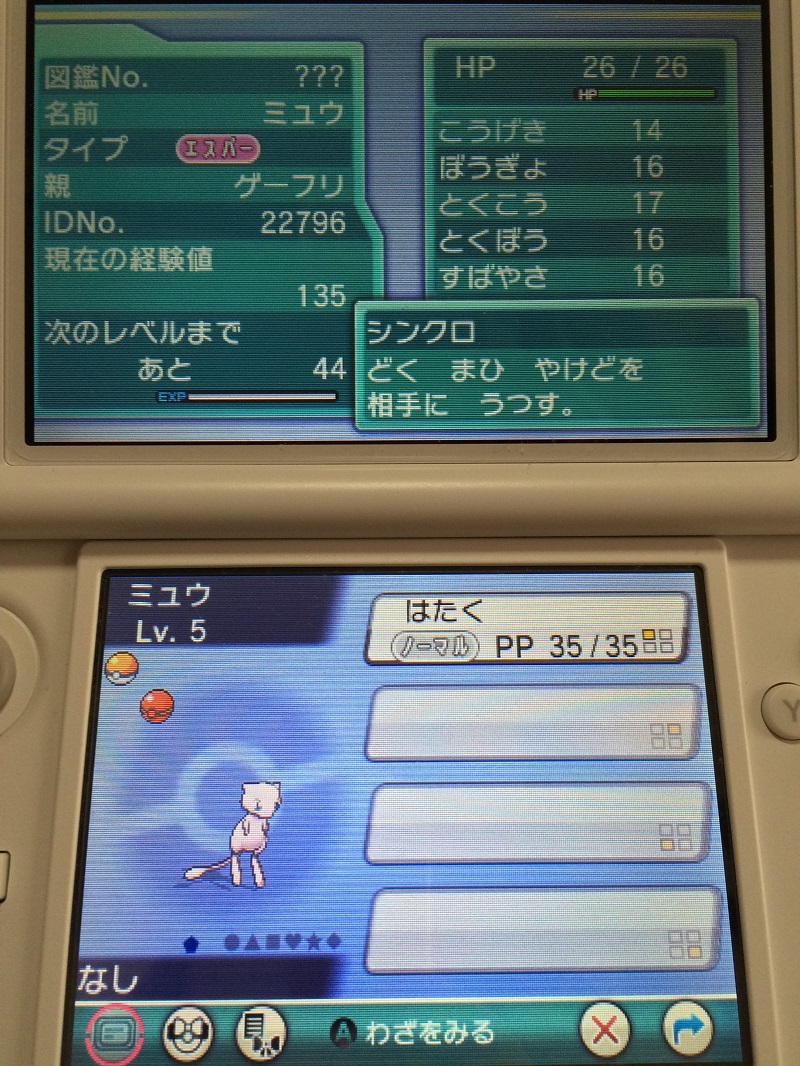 図鑑No. ???
名前 ミュウ
タイプ エスパー
親 ゲーフリ
IDNo. 22796
現在の経験値
135
次のレベルまで
あと 44
EXP
HP 26 / 26
HP
こうげき 14
ぼうぎょ 16
とくこう 17
とくぼう 16
すばやさ 16
シンクロ
どく まひ やけどを
相手に うつす。
ミュウ
Lv. 5
はたく
ノーマル PP 35/35
なし
A わざをみる
Y